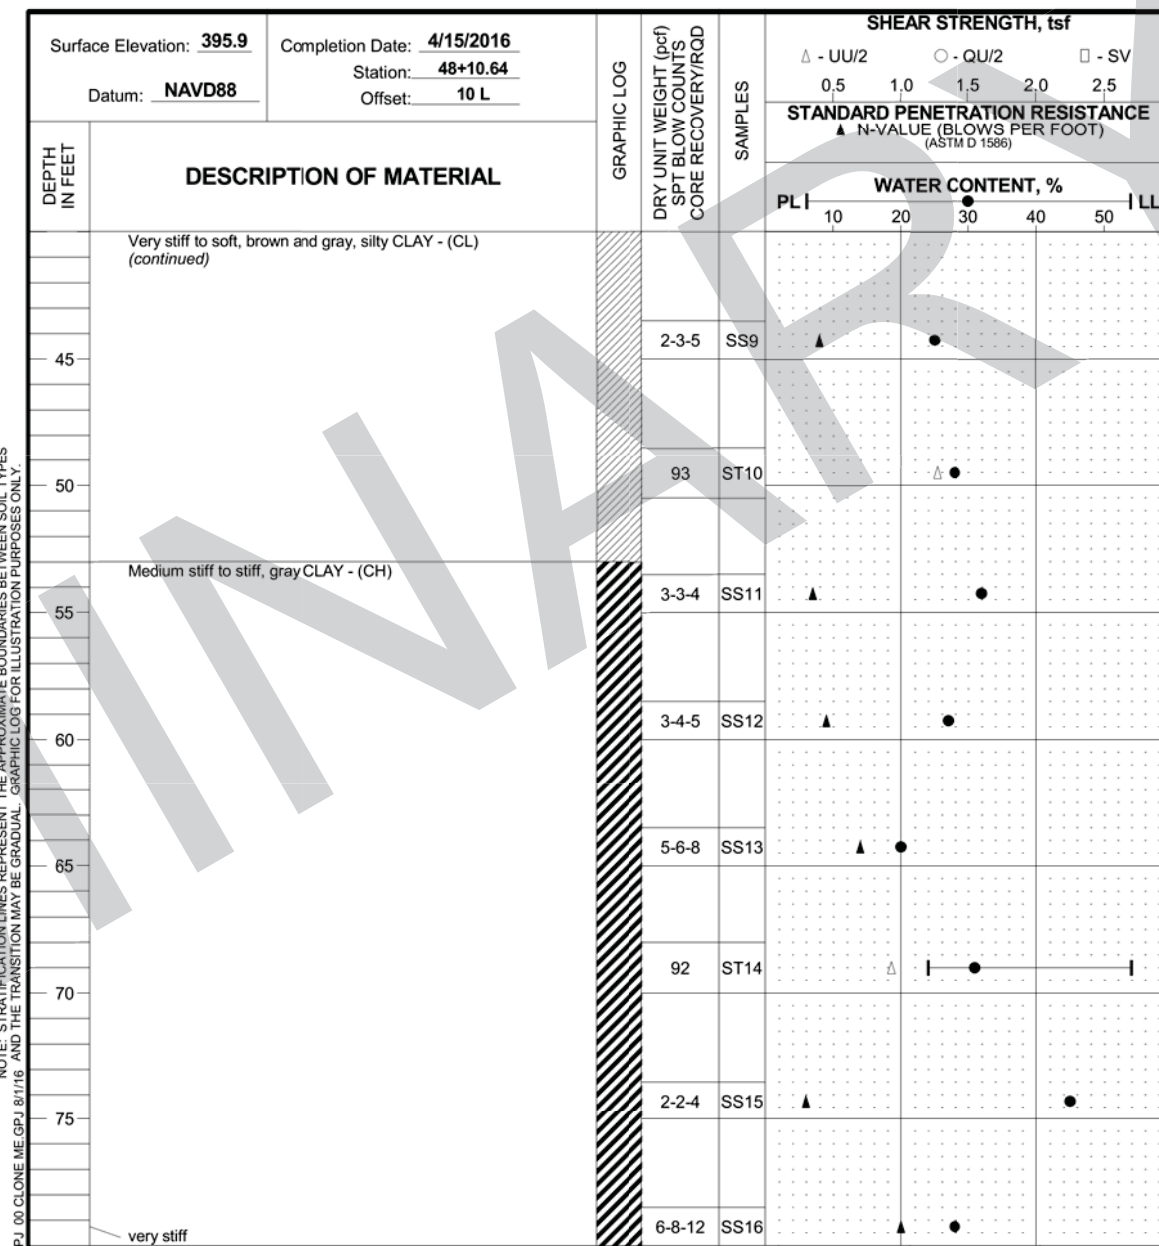 Surface Elevation: 395.9
Datum: NAVD88
Completion Date: 4/15/2016
Station: 48+10.64
Offset: 10 L
DEPTH
IN FEET
DESCRIPTION OF MATERIAL
GRAPHIC LOG
DRY UNIT WEIGHT (pcf)
SPT BLOW COUNTS
CORE RECOVERY/RQD
SAMPLES
SHEAR STRENGTH, tsf
△ - UU/2 ○ - QU/2 □ - SV
0.5 1.0 1.5 2.0 2.5
STANDARD PENETRATION RESISTANCE
▲ N-VALUE (BLOWS PER FOOT)
(ASTM D 1586)
WATER CONTENT, %
PL LL
10 20 30 40 50
Very stiff to soft, brown and gray, silty CLAY - (CL)
(continued)
2-3-5 SS9
45
93 ST10
50
Medium stiff to stiff, gray CLAY - (CH)
3-3-4 SS11
55
3-4-5 SS12
60
5-6-8 SS13
65
92 ST14
70
2-2-4 SS15
75
6-8-12 SS16
very stiff
NOTE: STRATIFICATION LINES REPRESENT THE APPROXIMATE BOUNDARIES BETWEEN SOIL TYPES
AND THE TRANSITION MAY BE GRADUAL. GRAPHIC LOG FOR ILLUSTRATION PURPOSES ONLY.
PJ 00 CLONE ME.GPJ 8/1/16
INARY